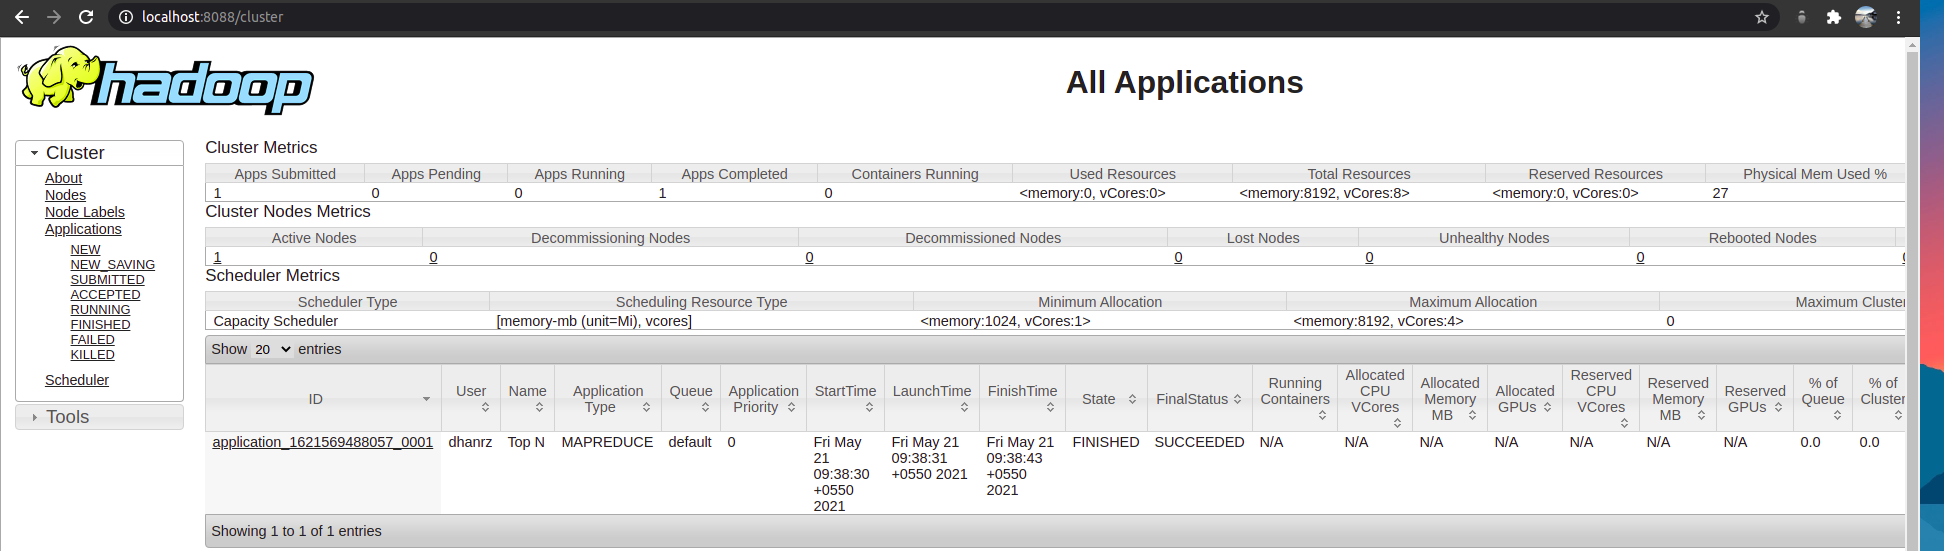 localhost:8088/cluster
hadoop
All Applications
Cluster
About
Nodes
Node Labels
Applications
NEW
NEW_SAVING
SUBMITTED
ACCEPTED
RUNNING
FINISHED
FAILED
KILLED
Scheduler
Tools
Cluster Metrics
Apps Submitted Apps Pending Apps Running Apps Completed Containers Running Used Resources Total Resources Reserved Resources Physical Mem Used %
1 0 0 1 0 <memory:0, vCores:0> <memory:8192, vCores:8> <memory:0, vCores:0> 27
Cluster Nodes Metrics
Active Nodes Decommissioning Nodes Decommissioned Nodes Lost Nodes Unhealthy Nodes Rebooted Nodes
1 0 0 0 0 0
Scheduler Metrics
Scheduler Type Scheduling Resource Type Minimum Allocation Maximum Allocation Maximum Cluster
Capacity Scheduler [memory-mb (unit=Mi), vcores] <memory:1024, vCores:1> <memory:8192, vCores:4> 0
Show 20 entries
ID User Name Application Type Queue Application Priority StartTime LaunchTime FinishTime State FinalStatus Running Containers Allocated CPU VCores Allocated Memory MB Allocated GPUs Reserved CPU VCores Reserved Memory MB Reserved GPUs % of Queue % of Cluster
application_1621569488057_0001 dhanrz Top N MAPREDUCE default 0 Fri May 21 09:38:30 +0550 2021 Fri May 21 09:38:31 +0550 2021 Fri May 21 09:38:43 +0550 2021 FINISHED SUCCEEDED N/A N/A N/A N/A N/A N/A N/A 0.0 0.0
Showing 1 to 1 of 1 entries